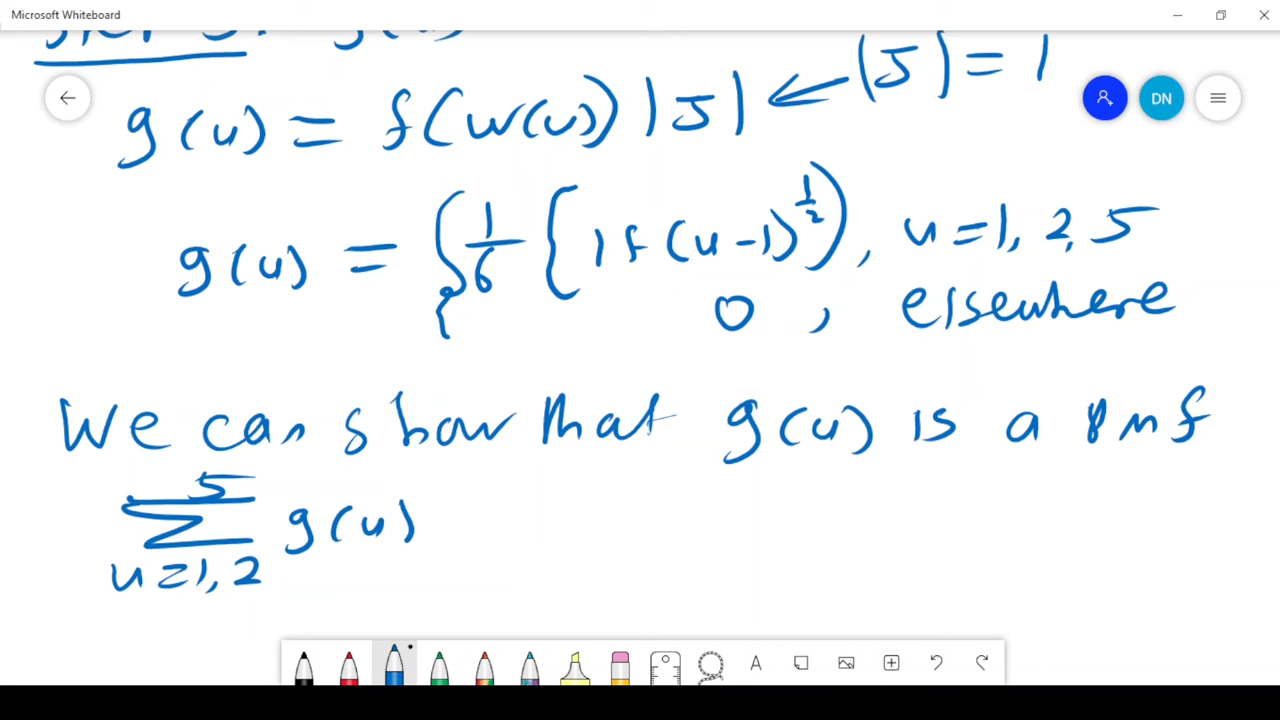 Microsoft Whiteboard
|J| = 1
g(u) = f(w(u)) |J|
DN
g(u) = { 1/6 { 1 + (u-1)^{1/2} ) , u = 1, 2, 5
0 , elsewhere
We can show that g(u) is a pmf
5
∑ g(u)
u = 1, 2
A